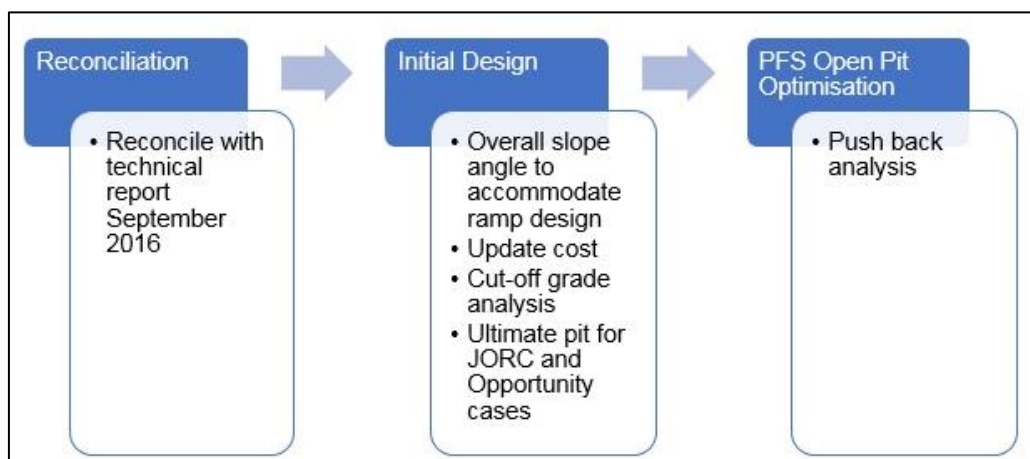 Reconciliation
• Reconcile with
technical
report
September
2016
Initial Design
• Overall slope
angle to
accommodate
ramp design
• Update cost
• Cut-off grade
analysis
• Ultimate pit for
JORC and
Opportunity
cases
PFS Open Pit
Optimisation
• Push back
analysis